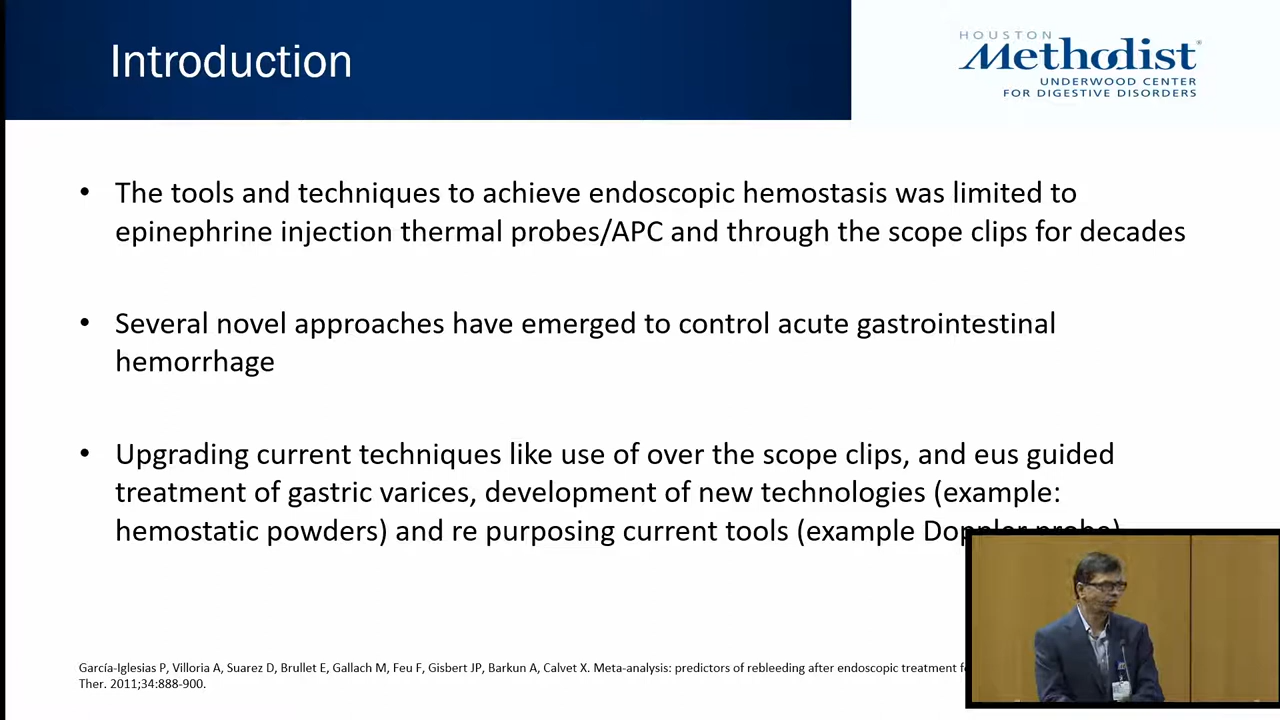 Introduction
HOUSTON
Methodist
UNDERWOOD CENTER
FOR DIGESTIVE DISORDERS
• The tools and techniques to achieve endoscopic hemostasis was limited to
epinephrine injection thermal probes/APC and through the scope clips for decades
• Several novel approaches have emerged to control acute gastrointestinal
hemorrhage
• Upgrading current techniques like use of over the scope clips, and eus guided
treatment of gastric varices, development of new technologies (example:
hemostatic powders) and re purposing current tools (example Doppler probe)
García-Iglesias P, Villoria A, Suarez D, Brullet E, Gallach M, Feu F, Gisbert JP, Barkun A, Calvet X. Meta-analysis: predictors of rebleeding after endoscopic treatment
Ther. 2011;34:888-900.